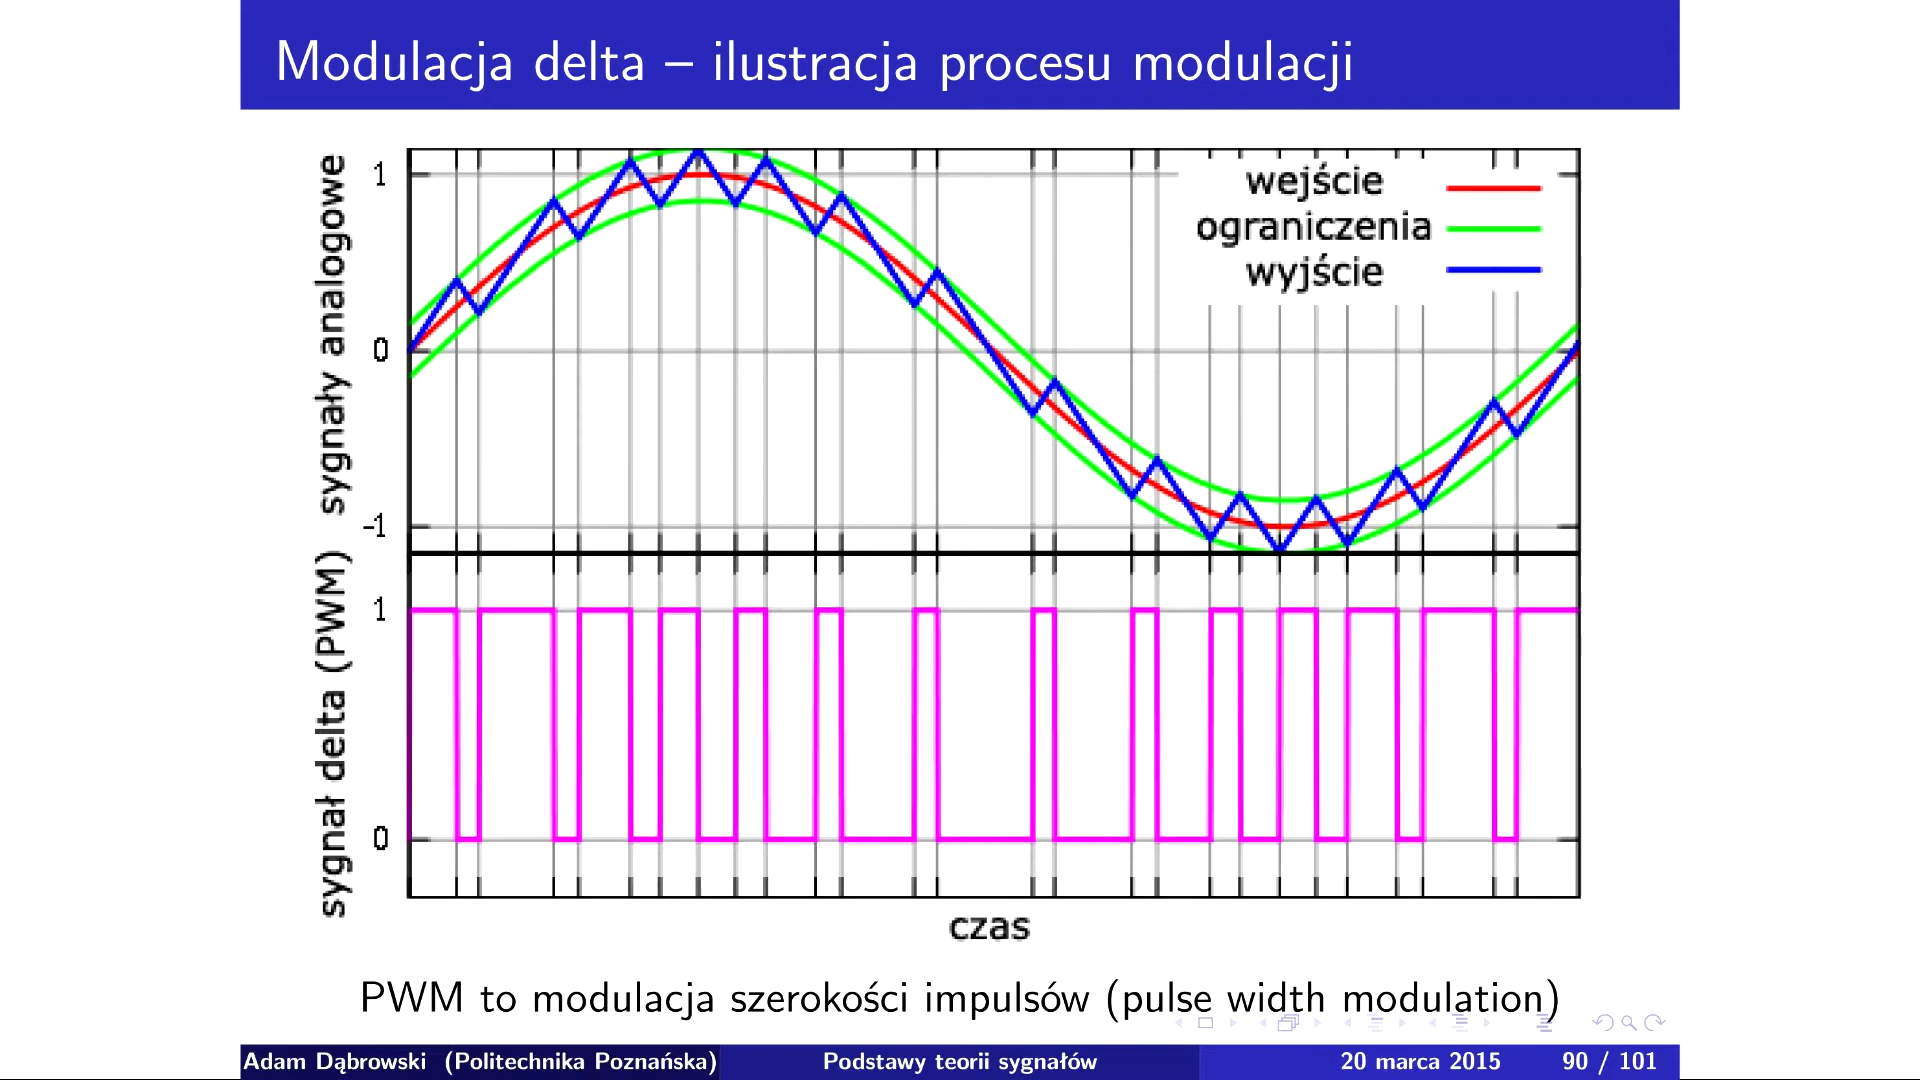 Modulacja delta – ilustracja procesu modulacji
sygnały analogowe
1
0
-1
wejście
ograniczenia
wyjście
sygnał delta (PWM)
1
0
czas
PWM to modulacja szerokości impulsów (pulse width modulation)
Adam Dąbrowski (Politechnika Poznańska) Podstawy teorii sygnałów 20 marca 2015 90 / 101